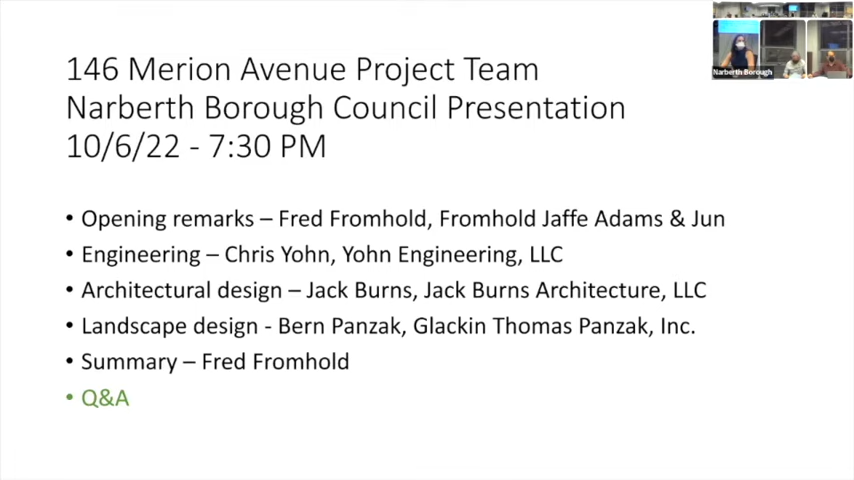 146 Merion Avenue Project Team
Narberth Borough Council Presentation
10/6/22 - 7:30 PM
• Opening remarks – Fred Fromhold, Fromhold Jaffe Adams & Jun
• Engineering – Chris Yohn, Yohn Engineering, LLC
• Architectural design – Jack Burns, Jack Burns Architecture, LLC
• Landscape design - Bern Panzak, Glackin Thomas Panzak, Inc.
• Summary – Fred Fromhold
• Q&A
Narberth Borough